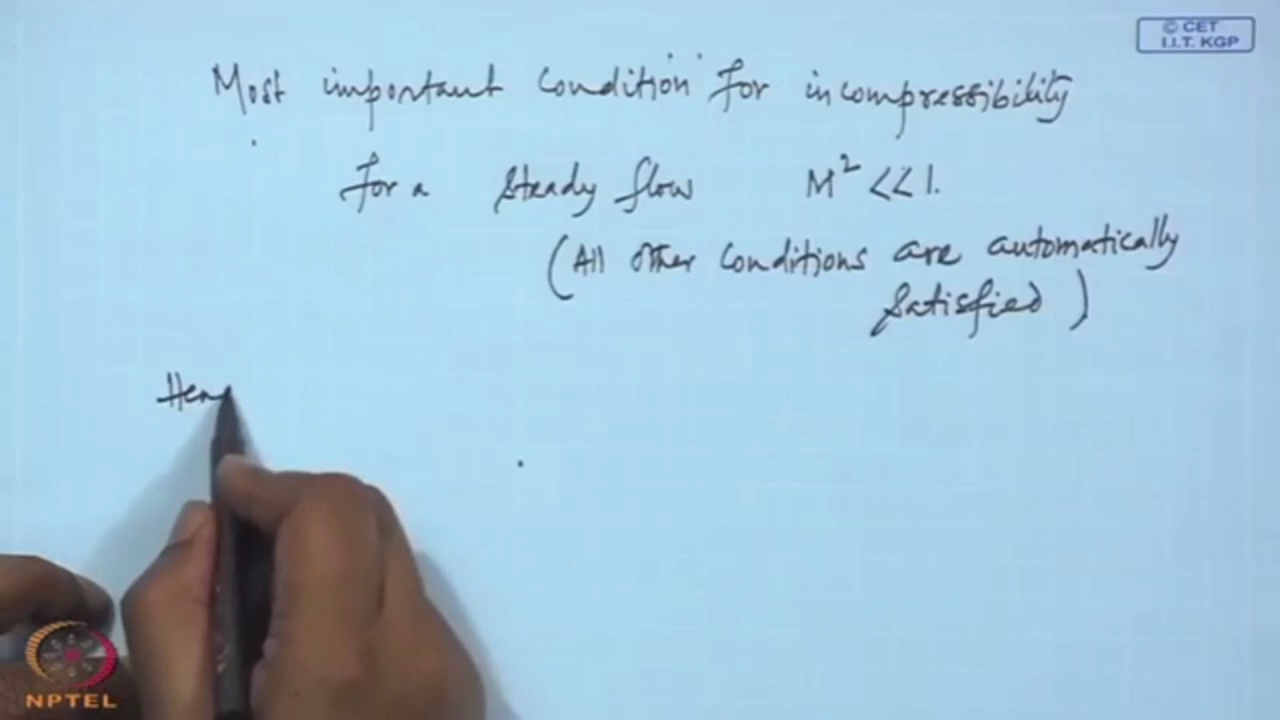 © CET
I.I.T. KGP
Most important condition for incompressibility
for a steady flow M² << 1.
(All other conditions are automatically
satisfied)
Hen
NPTEL